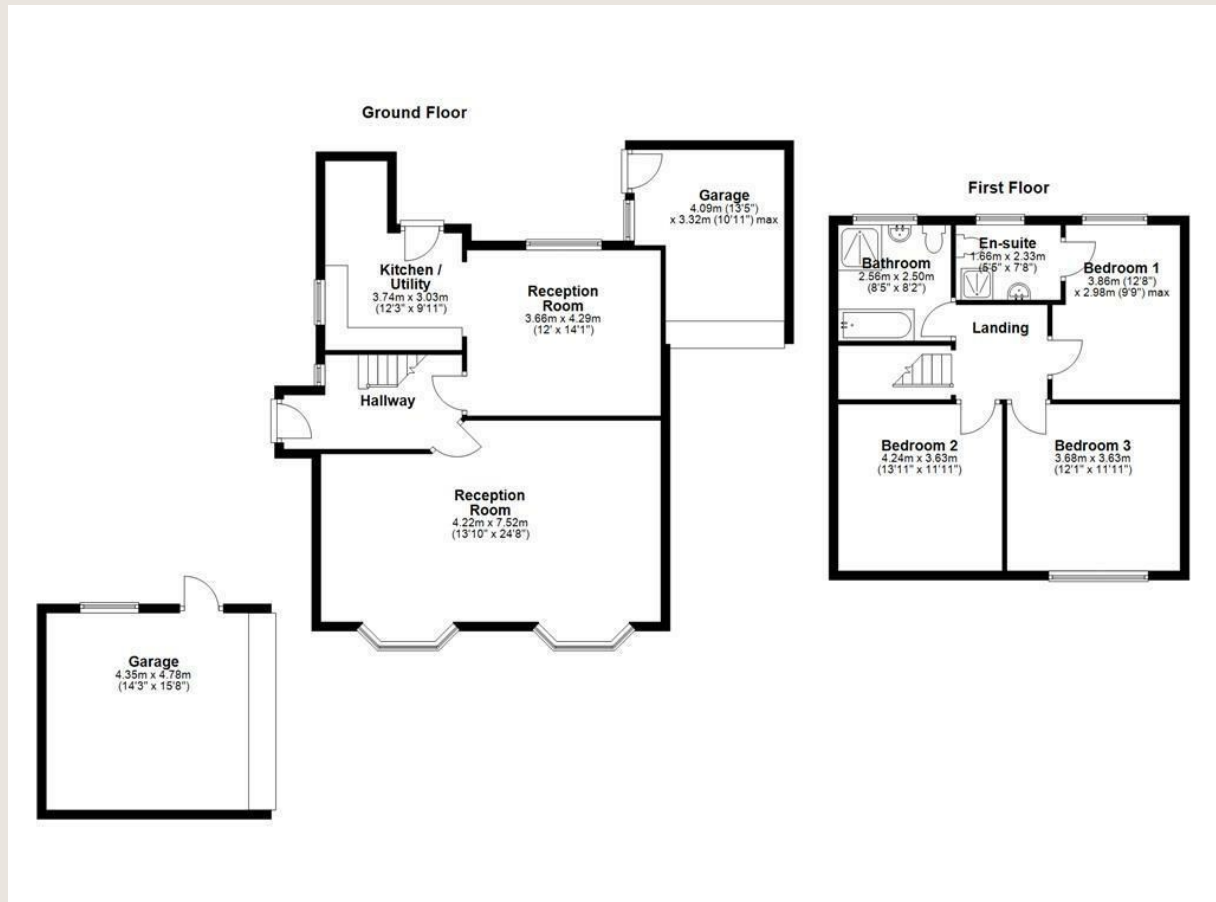 Ground Floor
Garage
4.09m (13'5")
x 3.32m (10'11") max
Kitchen /
Utility
3.74m x 3.03m
(12'3" x 9'11")
Reception
Room
3.66m x 4.29m
(12' x 14'1")
Hallway
Reception
Room
4.22m x 7.52m
(13'10" x 24'8")
Garage
4.35m x 4.78m
(14'3" x 15'8")
First Floor
Bathroom
2.56m x 2.50m
(8'5" x 8'2")
En-suite
1.66m x 2.33m
(5'5" x 7'8")
Bedroom 1
3.86m (12'8")
x 2.98m (9'9") max
Landing
Bedroom 2
4.24m x 3.63m
(13'11" x 11'11")
Bedroom 3
3.68m x 3.63m
(12'1" x 11'11")